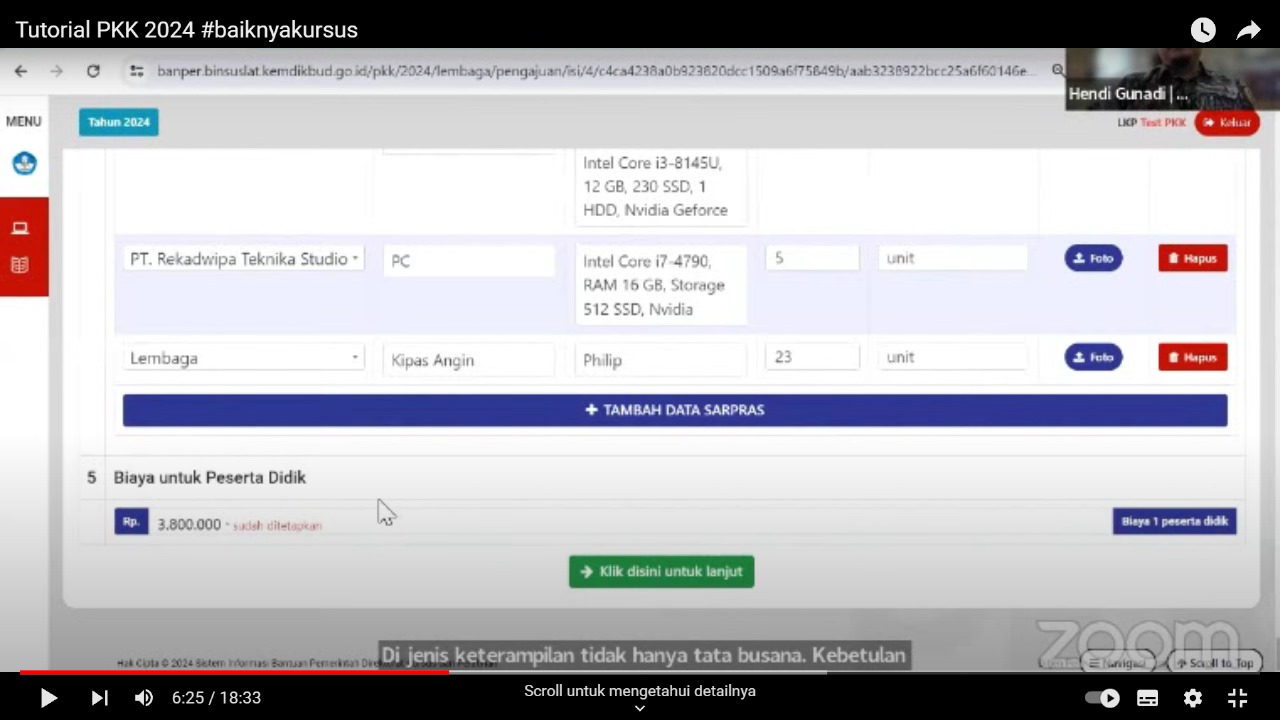 Tutorial PKK 2024 #baiknyakursus
banper.binsuslat.kemdikbud.go.id/pkk/2024/lembaga/pengajuan/isi/4/c4ca4238a0b923820dcc1509a6f75849b/aab3238922bcc25a6f60146e...
Hendi Gunadi | ...
MENU
Tahun 2024
LKP Test PKK
Keluar
Intel Core i3-8145U,
12 GB, 230 SSD, 1
HDD, Nvidia Geforce
PT. Rekadwipa Teknika Studio
PC
Intel Core i7-4790,
RAM 16 GB, Storage
512 SSD, Nvidia
5
unit
Foto
Hapus
Lembaga
Kipas Angin
Philip
23
unit
Foto
Hapus
+ TAMBAH DATA SARPRAS
5 Biaya untuk Peserta Didik
Rp. 3.800.000 - sudah ditetapkan
Biaya 1 peserta didik
Klik disini untuk lanjut
zoom
Hak Cipta © 2024 Sistem Informasi Bantuan Pemerintah
Di jenis keterampilan tidak hanya tata busana. Kebetulan
Navigasi
Scroll to Top
6:25 / 18:33
Scroll untuk mengetahui detailnya